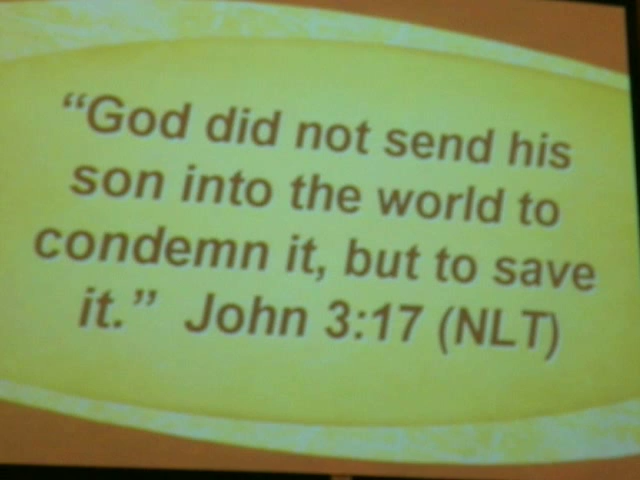 “God did not send his
son into the world to
condemn it, but to save
it.” John 3:17 (NLT)